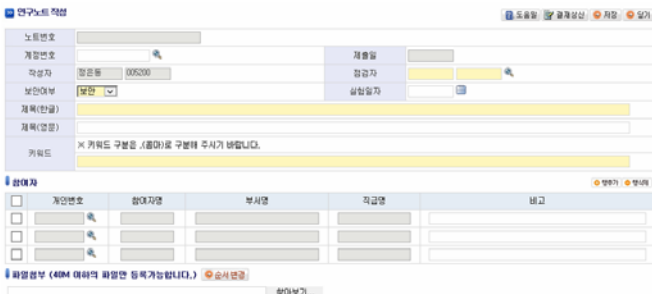 연구노트 작성
도움말 결재상신 저장 닫기
노트번호
계정번호 제출일
작성자 정은동 005200 점검자
보안여부 보안 실험일자
제목(한글)
제목(영문)
키워드 ※ 키워드 구분은 ,(콤마)로 구분해 주시기 바랍니다.
참여자 행추가 행삭제
개인번호 참여자명 부서명 직급명 비고
파일첨부 (40M 이하의 파일만 등록가능합니다.) 순서변경
찾아보기